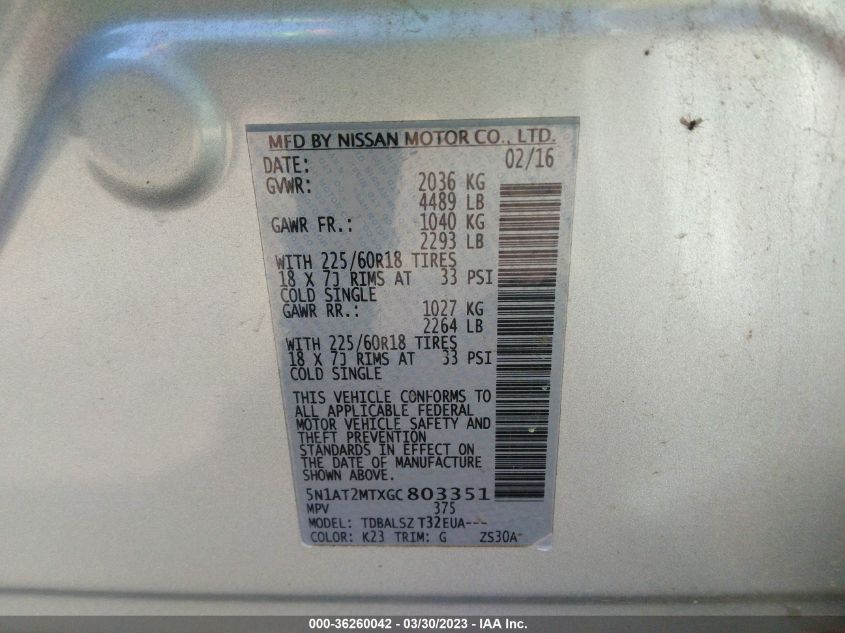 MFD BY NISSAN MOTOR CO., LTD.
DATE: 02/16
GVWR: 2036 KG
4489 LB
GAWR FR.: 1040 KG
2293 LB
WITH 225/60R18 TIRES
18 X 7J RIMS AT 33 PSI
COLD SINGLE
GAWR RR.: 1027 KG
2264 LB
WITH 225/60R18 TIRES
18 X 7J RIMS AT 33 PSI
COLD SINGLE
THIS VEHICLE CONFORMS TO
ALL APPLICABLE FEDERAL
MOTOR VEHICLE SAFETY AND
THEFT PREVENTION
STANDARDS IN EFFECT ON
THE DATE OF MANUFACTURE
SHOWN ABOVE.
5N1AT2MTXGC803351
MPV 375
MODEL: TDBALSZ T32EUA---
COLOR: K23 TRIM: G ZS30A-
000-36260042 - 03/30/2023 - IAA Inc.